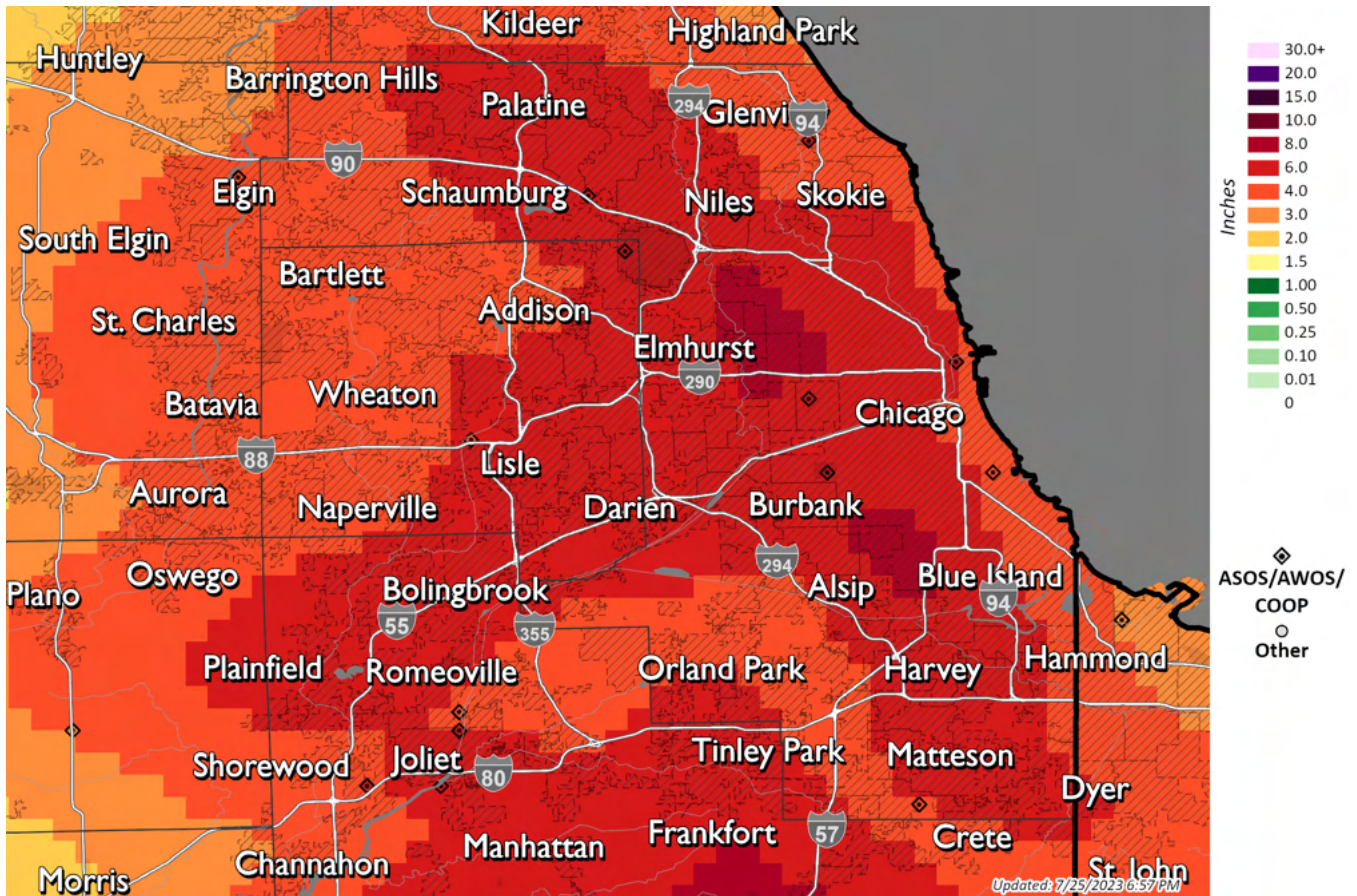 Kildeer
Highland Park
Huntley
Barrington Hills
Palatine
294
Glenvi
94
90
Elgin
Schaumburg
Niles
Skokie
South Elgin
Bartlett
St. Charles
Addison
Elmhurst
290
Batavia
Wheaton
Chicago
88
Lisle
Aurora
Naperville
Darien
Burbank
Oswego
294
Plano
Bolingbrook
Alsip
Blue Island
94
55
355
Plainfield
Romeoville
Orland Park
Harvey
Hammond
Shorewood
Joliet
80
Tinley Park
Matteson
Dyer
Manhattan
Frankfort
57
Crete
Morris
Channahon
St. John
Updated: 7/25/2023 6:57 PM
Inches
30.0+
20.0
15.0
10.0
8.0
6.0
4.0
3.0
2.0
1.5
1.00
0.50
0.25
0.10
0.01
0
ASOS/AWOS/
COOP
Other